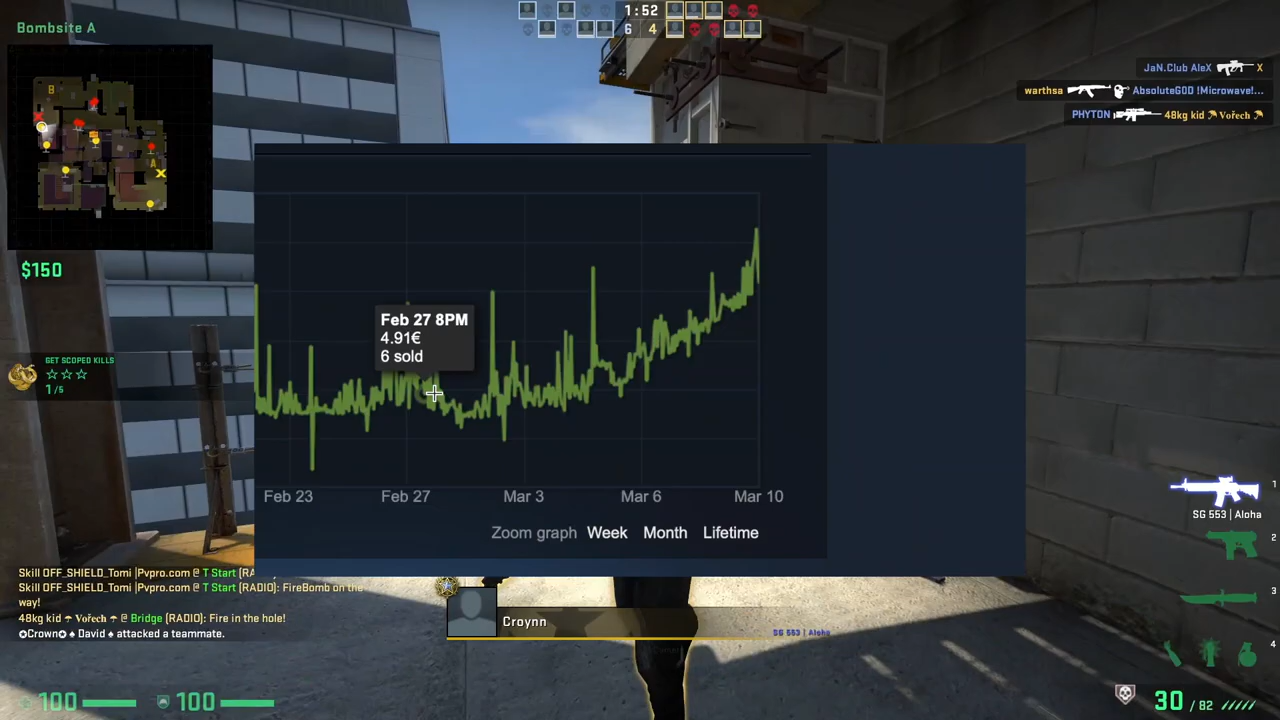 Bombsite A
1:52
6 4
B
A
JaN.Club AleX X
warthsa AbsoluteGOD !Microwave!...
PHYTON 48kg kid ☂ Vořech ☂
$150
GET SCOPED KILLS
1/5
Feb 27 8PM
4.91€
6 sold
Feb 23 Feb 27 Mar 3 Mar 6 Mar 10
Zoom graph Week Month Lifetime
1
SG 553 | Aloha
2
3
4
Skill OFF_SHIELD_Tomi |Pvpro.com @ T Start (RADIO)
Skill OFF_SHIELD_Tomi |Pvpro.com @ T Start (RADIO): FireBomb on the
way!
48kg kid ☂ Vořech ☂ @ Bridge (RADIO): Fire in the hole!
✪Crown✪ ♠ David ♠ attacked a teammate.
Croynn
SG 553 | Aloha
100 100
30 / 82